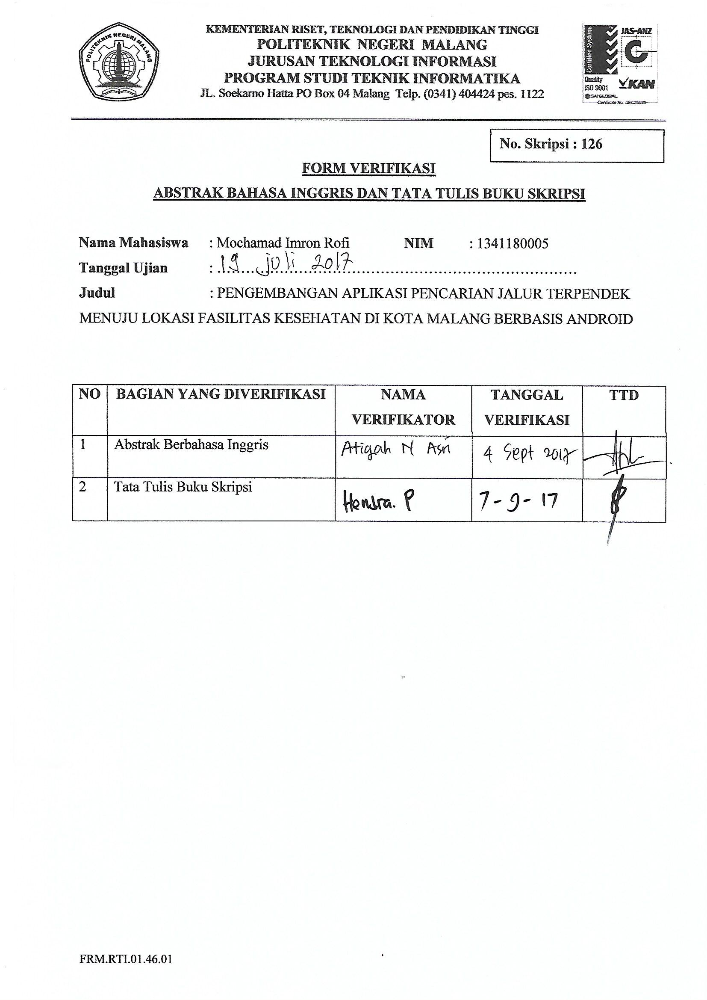 POLITEKNIK NEGERI MALANG
KEMENTERIAN RISET, TEKNOLOGI DAN PENDIDIKAN TINGGI
POLITEKNIK NEGERI MALANG
JURUSAN TEKNOLOGI INFORMASI
PROGRAM STUDI TEKNIK INFORMATIKA
JL. Soekarno Hatta PO Box 04 Malang Telp. (0341) 404424 pes. 1122
Certified System
JAS-ANZ
Quality
ISO 9001
KAN
SAI GLOBAL
Certificate No: QEC25539
No. Skripsi : 126
FORM VERIFIKASI
ABSTRAK BAHASA INGGRIS DAN TATA TULIS BUKU SKRIPSI
Nama Mahasiswa : Mochamad Imron Rofi NIM : 1341180005
Tanggal Ujian : 19 juli 2017
Judul : PENGEMBANGAN APLIKASI PENCARIAN JALUR TERPENDEK
MENUJU LOKASI FASILITAS KESEHATAN DI KOTA MALANG BERBASIS ANDROID
NO BAGIAN YANG DIVERIFIKASI NAMA VERIFIKATOR TANGGAL VERIFIKASI TTD
1 Abstrak Berbahasa Inggris Atiqah N Asri 4 Sept 2017
2 Tata Tulis Buku Skripsi Hendra. P 7-9-17
FRM.RTI.01.46.01